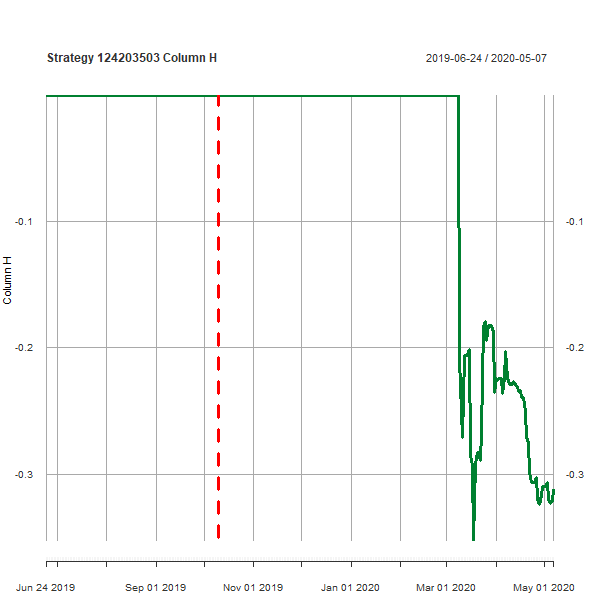 Strategy 124203503 Column H
2019-06-24 / 2020-05-07
Column H
-0.1
-0.1
-0.2
-0.2
-0.3
-0.3
Jun 24 2019
Sep 01 2019
Nov 01 2019
Jan 01 2020
Mar 01 2020
May 01 2020